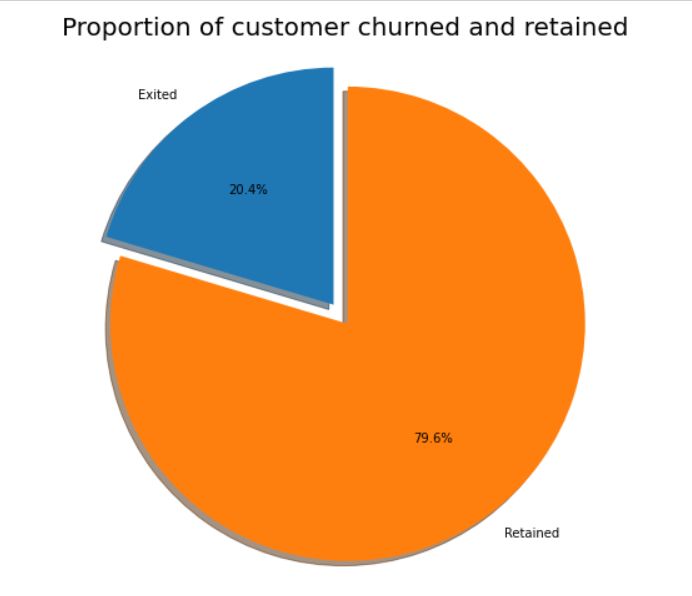 Proportion of customer churned and retained
Exited
20.4%
79.6%
Retained